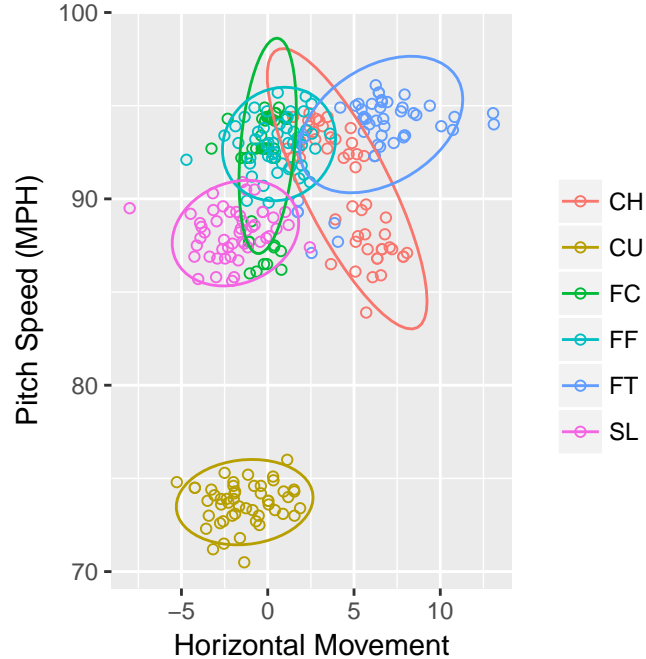 100
90
80
70
−5
0
5
10
Horizontal Movement
Pitch Speed (MPH)
CH
CU
FC
FF
FT
SL